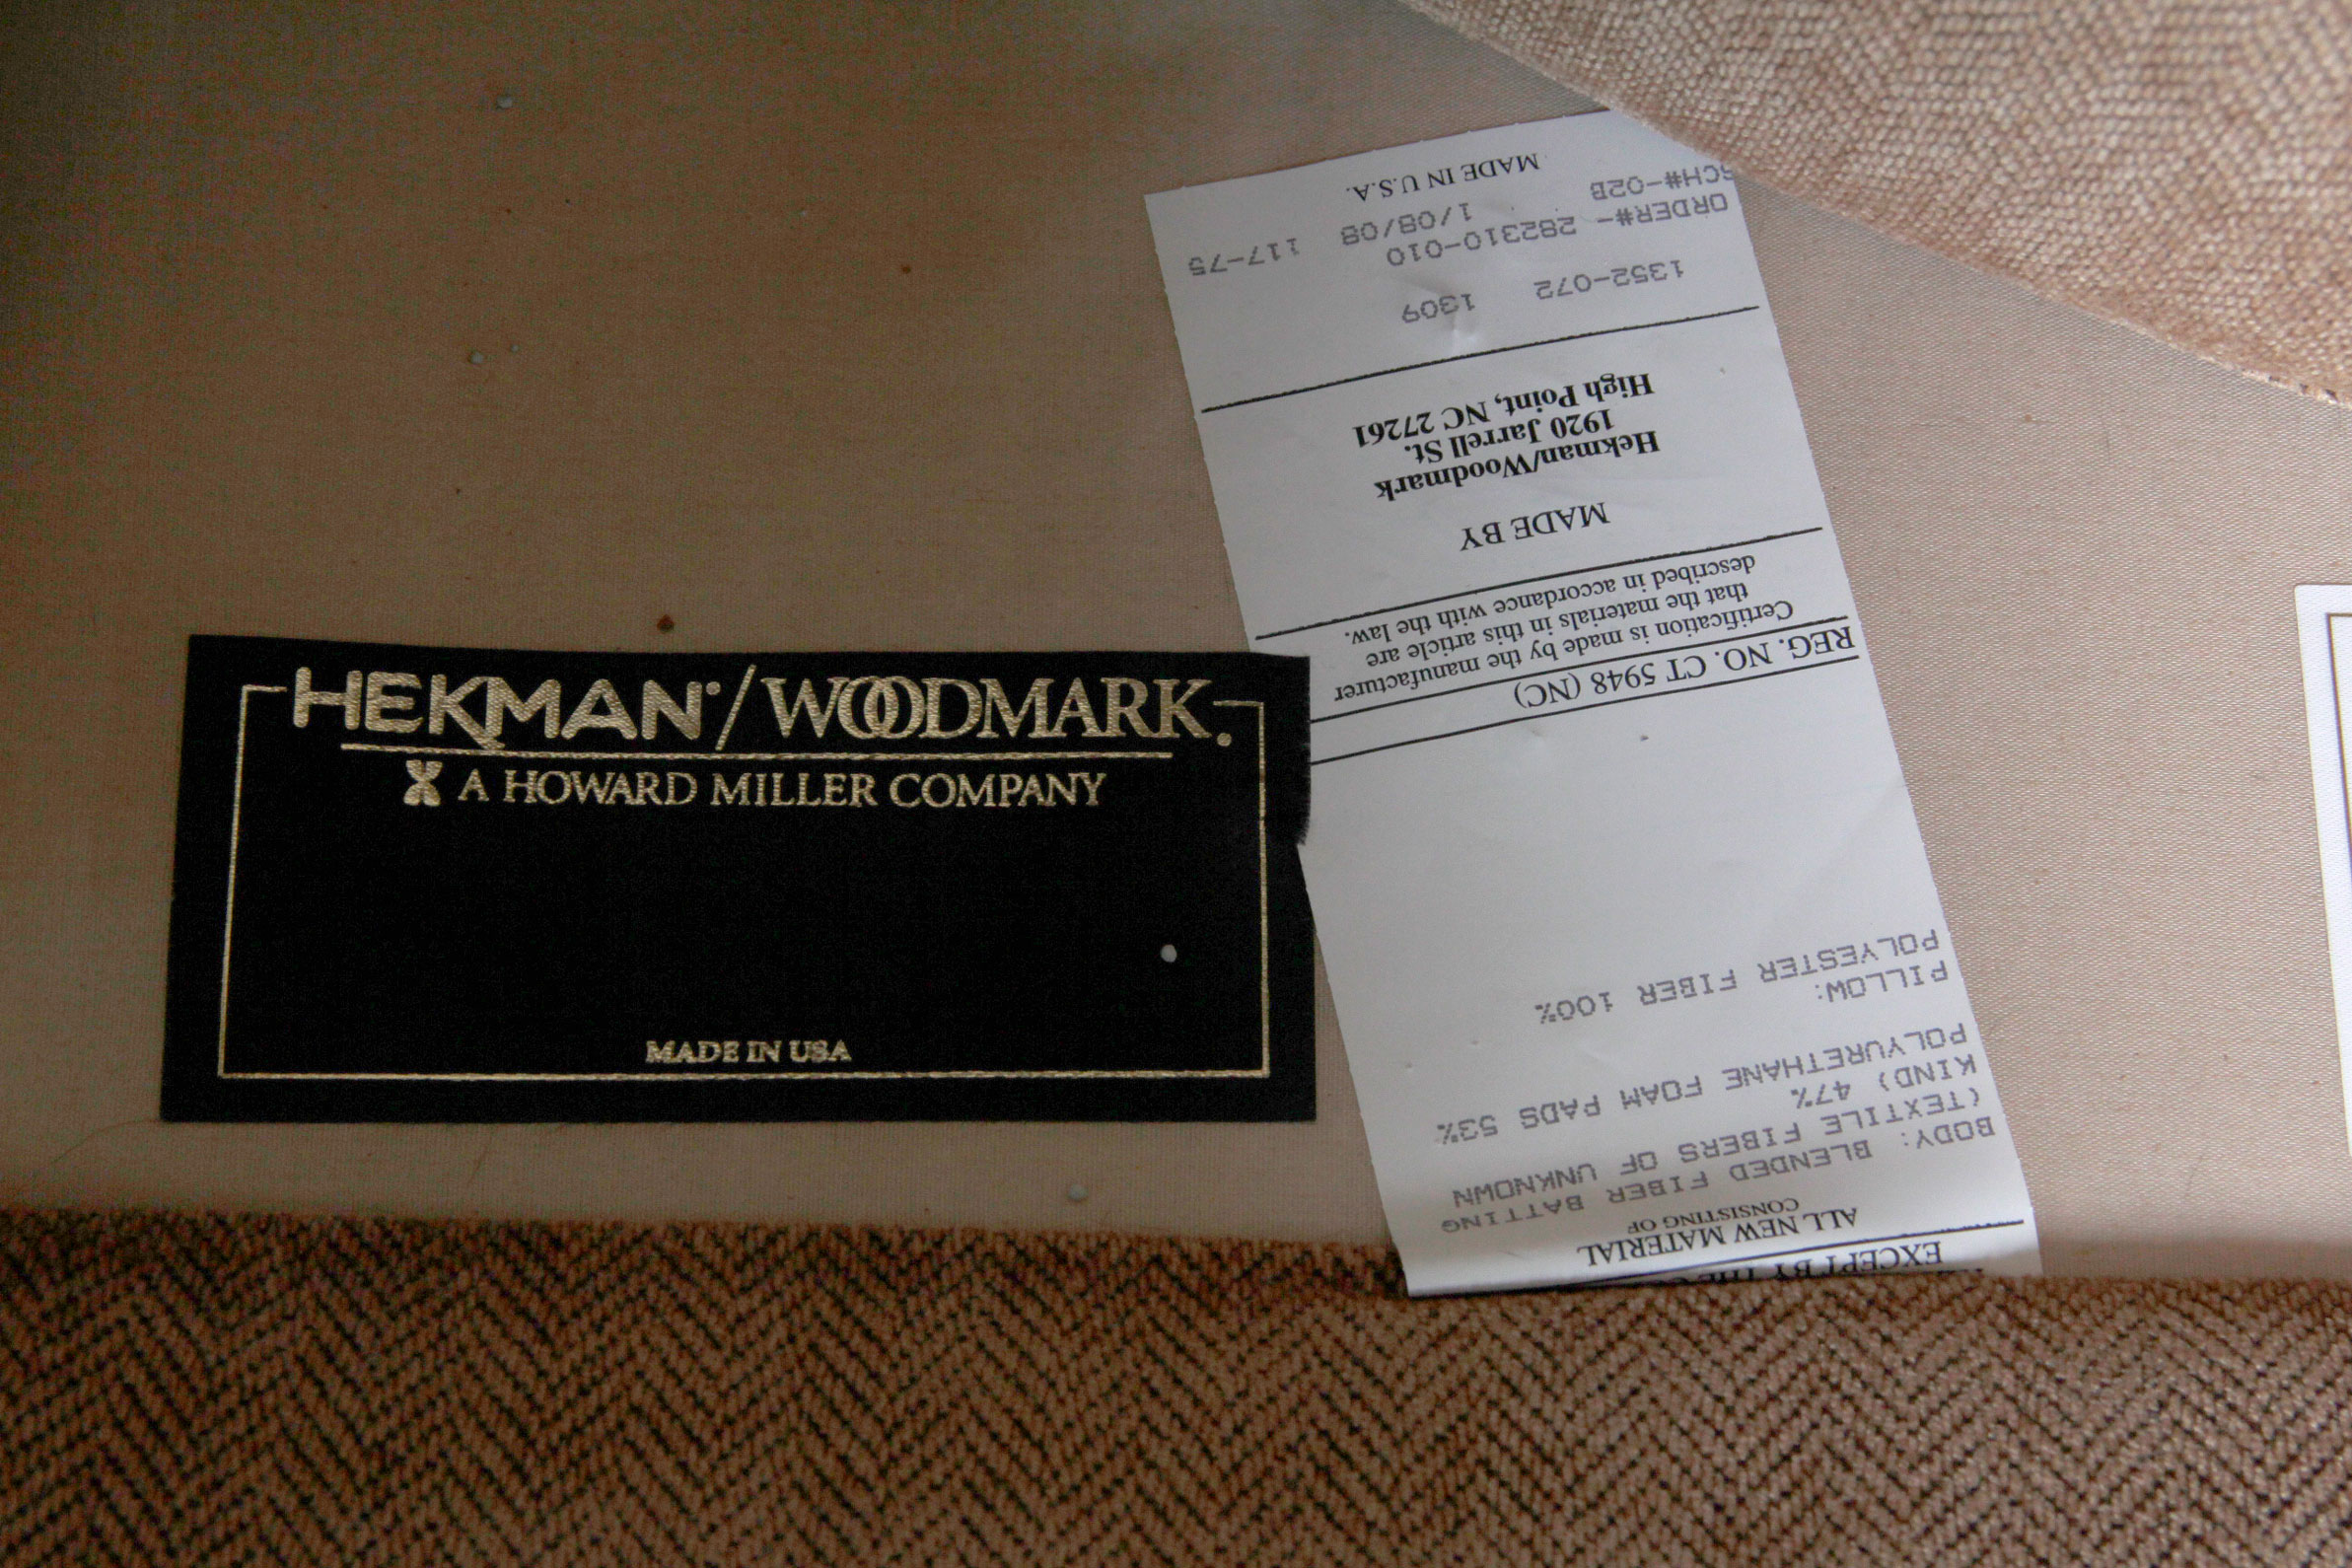 HEKMAN®/WOODMARK.
A HOWARD MILLER COMPANY
MADE IN USA
EXCEPT BY THE
ALL NEW MATERIAL
CONSISTING OF
BODY: BLENDED FIBER BATTING
(TEXTILE FIBERS OF UNKNOWN
KIND) 47%
POLYURETHANE FOAM PADS 53%
PILLOW:
POLYESTER FIBER 100%
REG. NO. CT 5948 (NC)
Certification is made by the manufacturer
that the materials in this article are
described in accordance with the law.
MADE BY
Hekman/Woodmark
1920 Jarrell St.
High Point, NC 27261
1352-072 1309
ORDER#- 282310-010 117-75
SCH#-02B 1/08/08
MADE IN U.S.A.